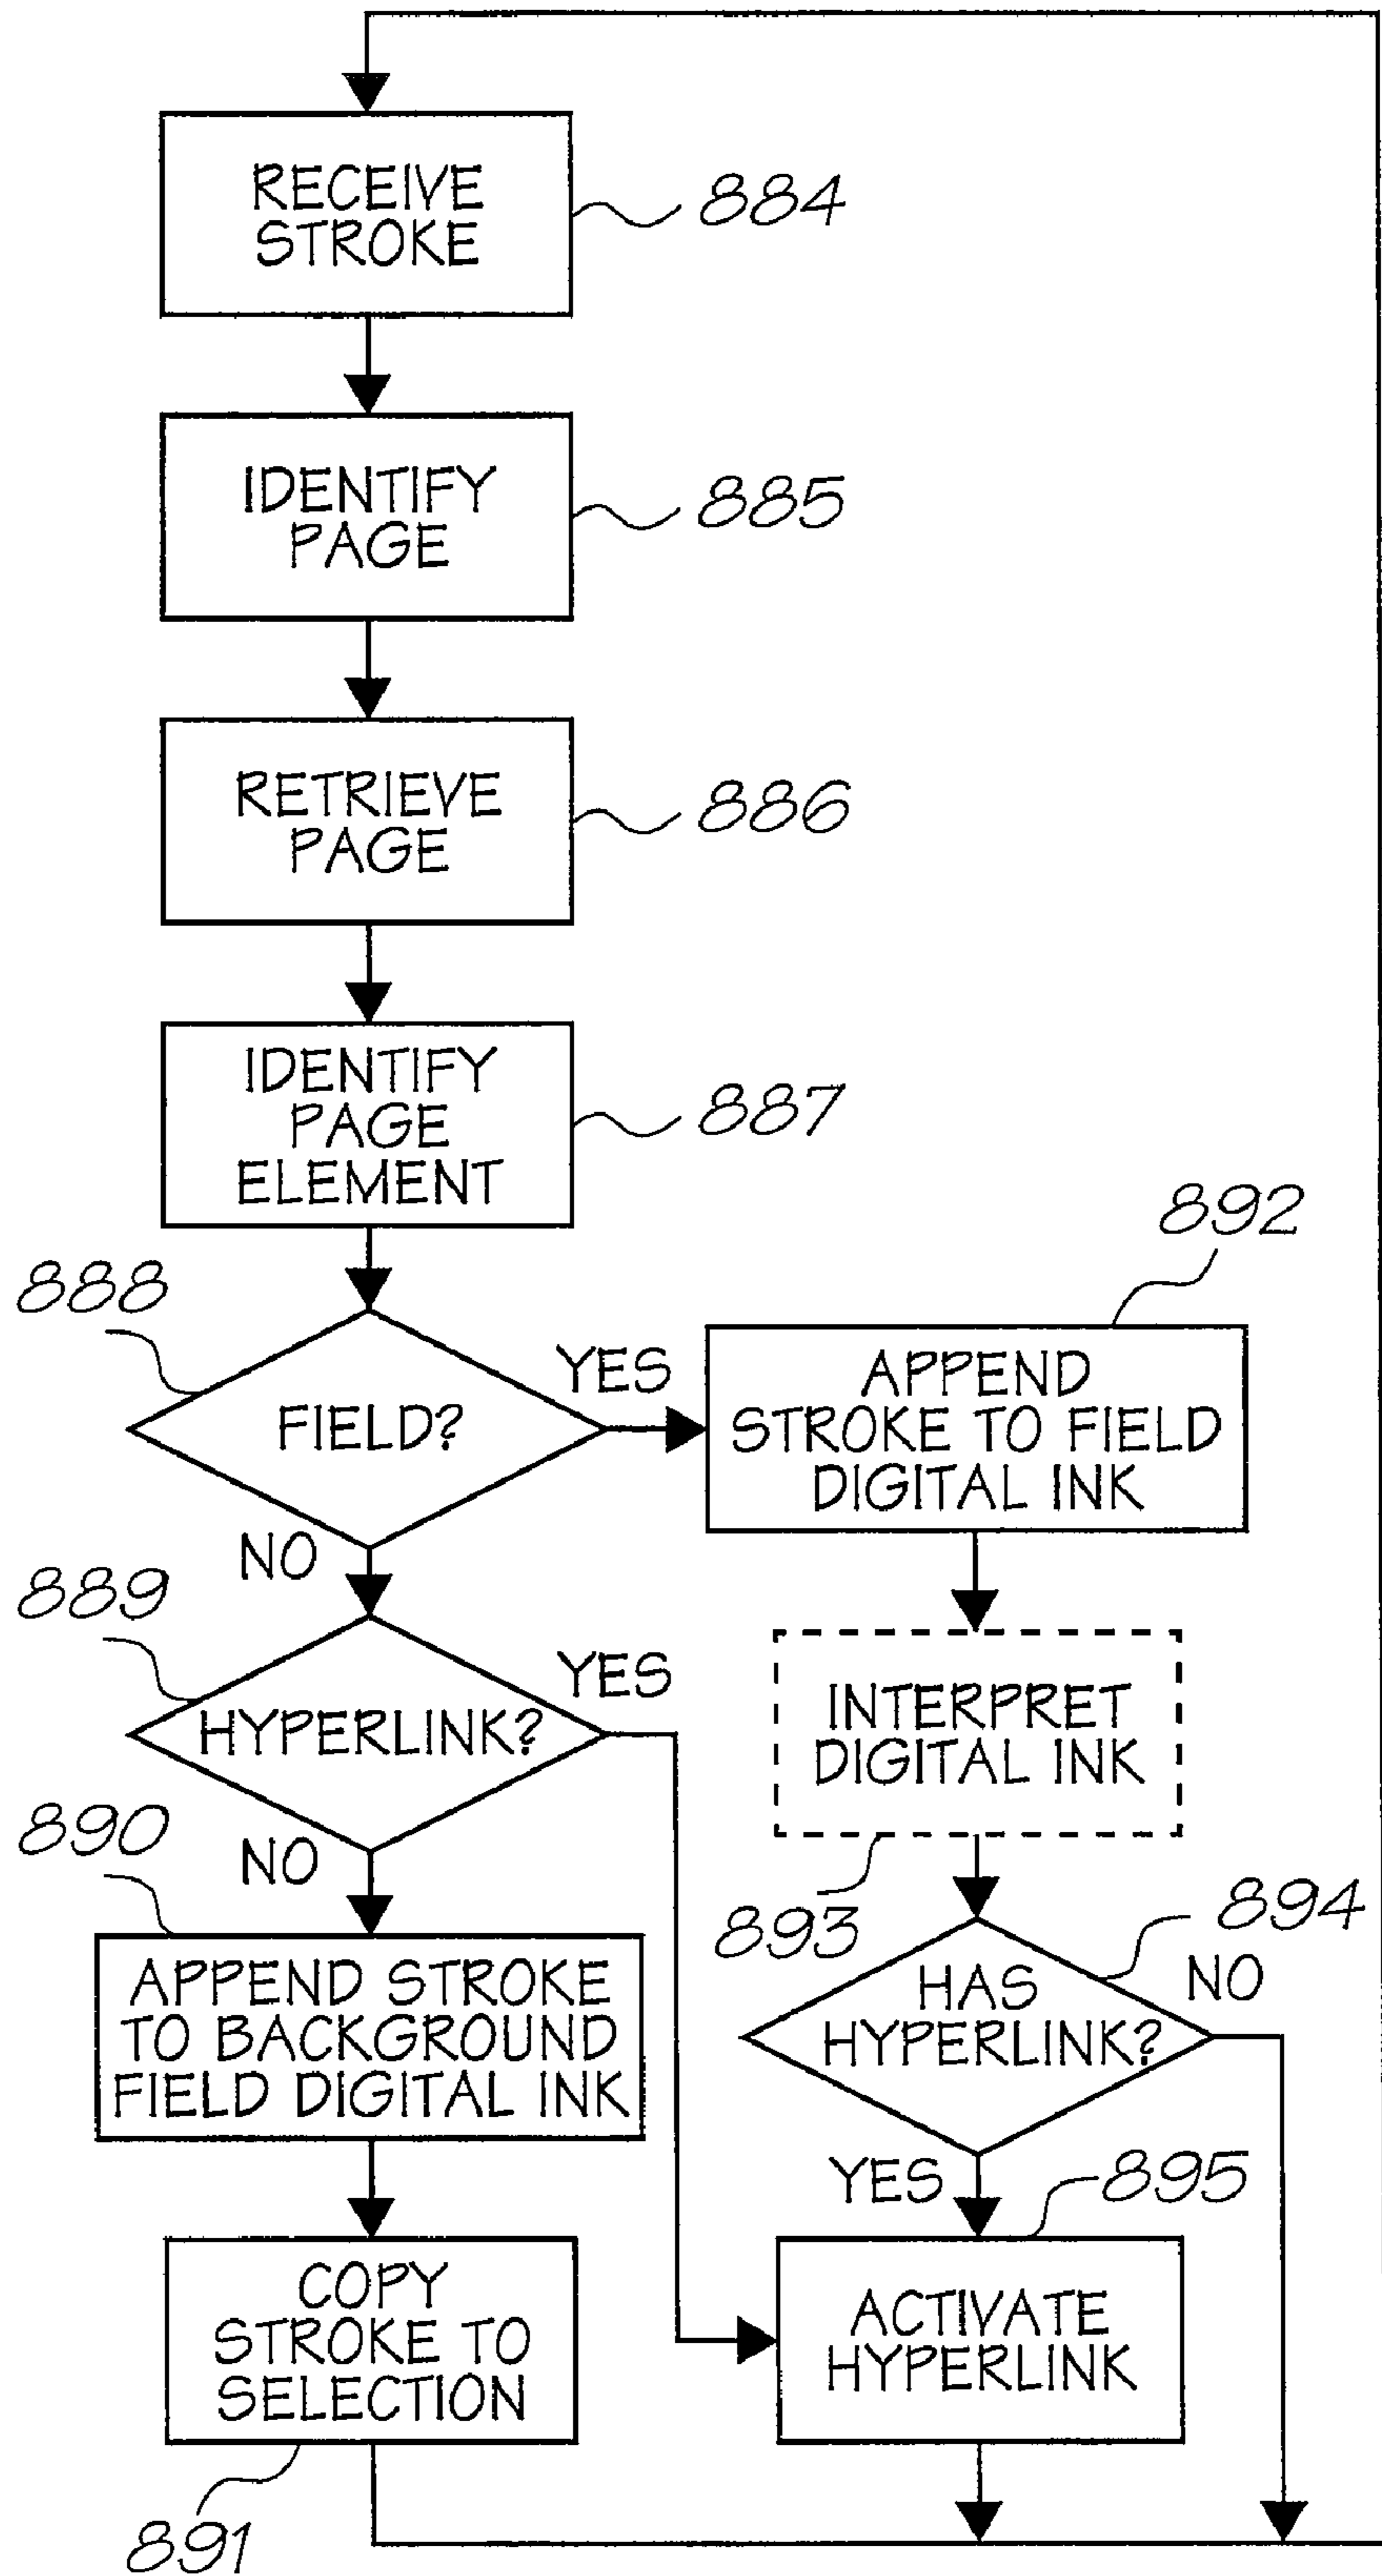 RECEIVE
STROKE
884
IDENTIFY
PAGE
885
RETRIEVE
PAGE
886
IDENTIFY
PAGE
ELEMENT
887
888
FIELD?
YES
NO
892
APPEND
STROKE TO FIELD
DIGITAL INK
889
HYPERLINK?
YES
NO
INTERPRET
DIGITAL INK
893
890
APPEND STROKE
TO BACKGROUND
FIELD DIGITAL INK
894
HAS
HYPERLINK?
NO
YES
895
COPY
STROKE TO
SELECTION
891
ACTIVATE
HYPERLINK